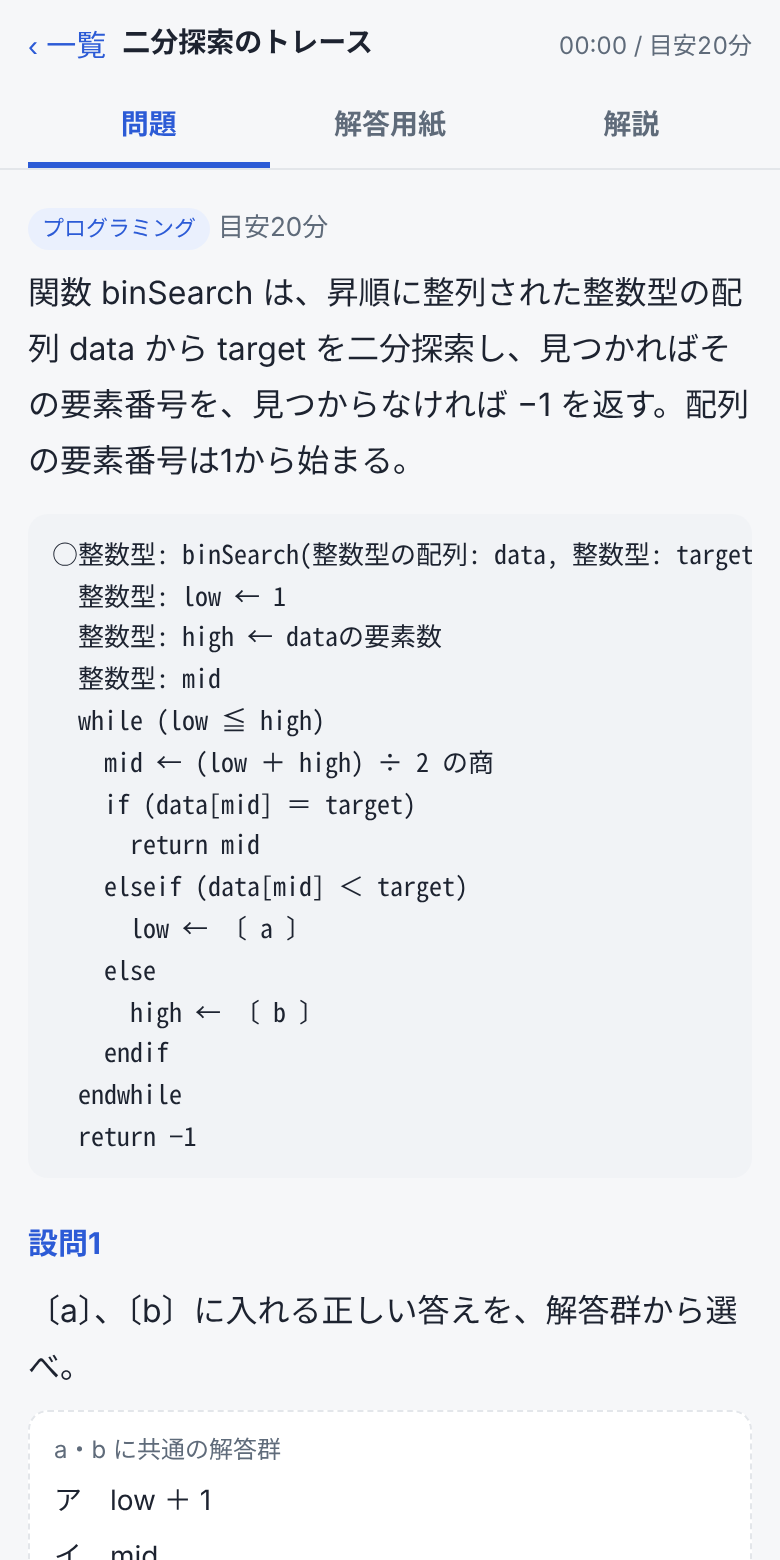 ‹ 一覧 二分探索のトレース 00:00 / 目安20分
問題 解答用紙 解説
プログラミング 目安20分
関数 binSearch は、昇順に整列された整数型の配
列 data から target を二分探索し、見つかればそ
の要素番号を、見つからなければ −1 を返す。配列
の要素番号は1から始まる。
○整数型: binSearch(整数型の配列: data, 整数型: target
整数型: low ← 1
整数型: high ← dataの要素数
整数型: mid
while (low ≦ high)
mid ← (low ＋ high) ÷ 2 の商
if (data[mid] ＝ target)
return mid
elseif (data[mid] ＜ target)
low ← 〔 a 〕
else
high ← 〔 b 〕
endif
endwhile
return −1
設問1
〔a〕、〔b〕に入れる正しい答えを、解答群から選
べ。
a・b に共通の解答群
ア low ＋ 1
イ mid